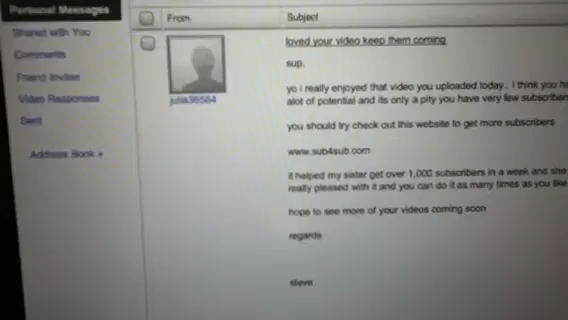 Personal Messages
From
Subject
Shared with You
Comments
Friend Invites
Video Responses
Sent
Address Book »
julia36564
loved your video keep them coming
sup,
yo i really enjoyed that video you uploaded today.. i think you
alot of potential and its only a pity you have very few subscribers
you should try check out this website to get more subscribers
www.sub4sub.com
it helped my sister get over 1,000 subscribers in a week and she
really pleased with it and you can do it as many times as you like
hope to see more of your videos coming soon
regards
steve